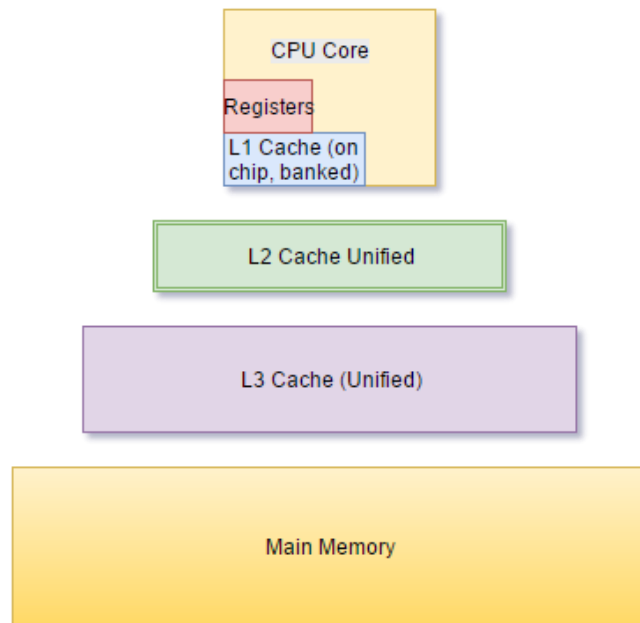 CPU Core
Registers
L1 Cache (on
chip, banked)
L2 Cache Unified
L3 Cache (Unified)
Main Memory